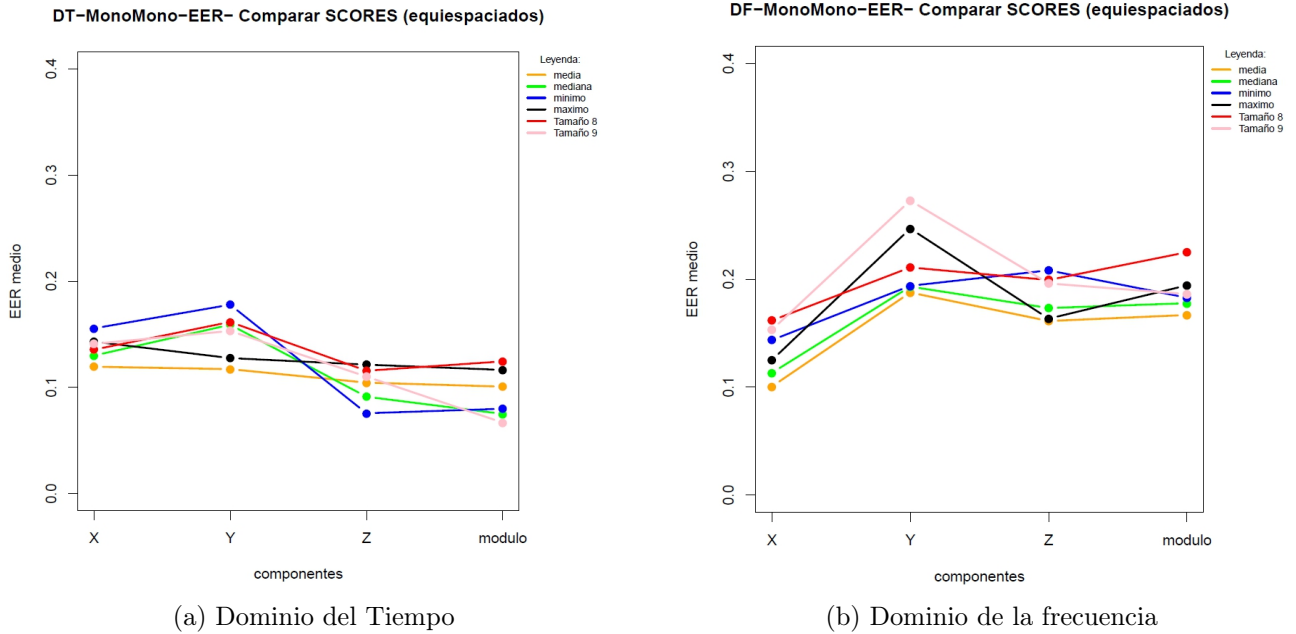 DT−MonoMono−EER− Comparar SCORES (equiespaciados)
Leyenda:
media
mediana
minimo
maximo
Tamaño 8
Tamaño 9
EER medio
0.4
0.3
0.2
0.1
0.0
X Y Z modulo
componentes
(a) Dominio del Tiempo
DF−MonoMono−EER− Comparar SCORES (equiespaciados)
Leyenda:
media
mediana
minimo
maximo
Tamaño 8
Tamaño 9
EER medio
0.4
0.3
0.2
0.1
0.0
X Y Z modulo
componentes
(b) Dominio de la frecuencia